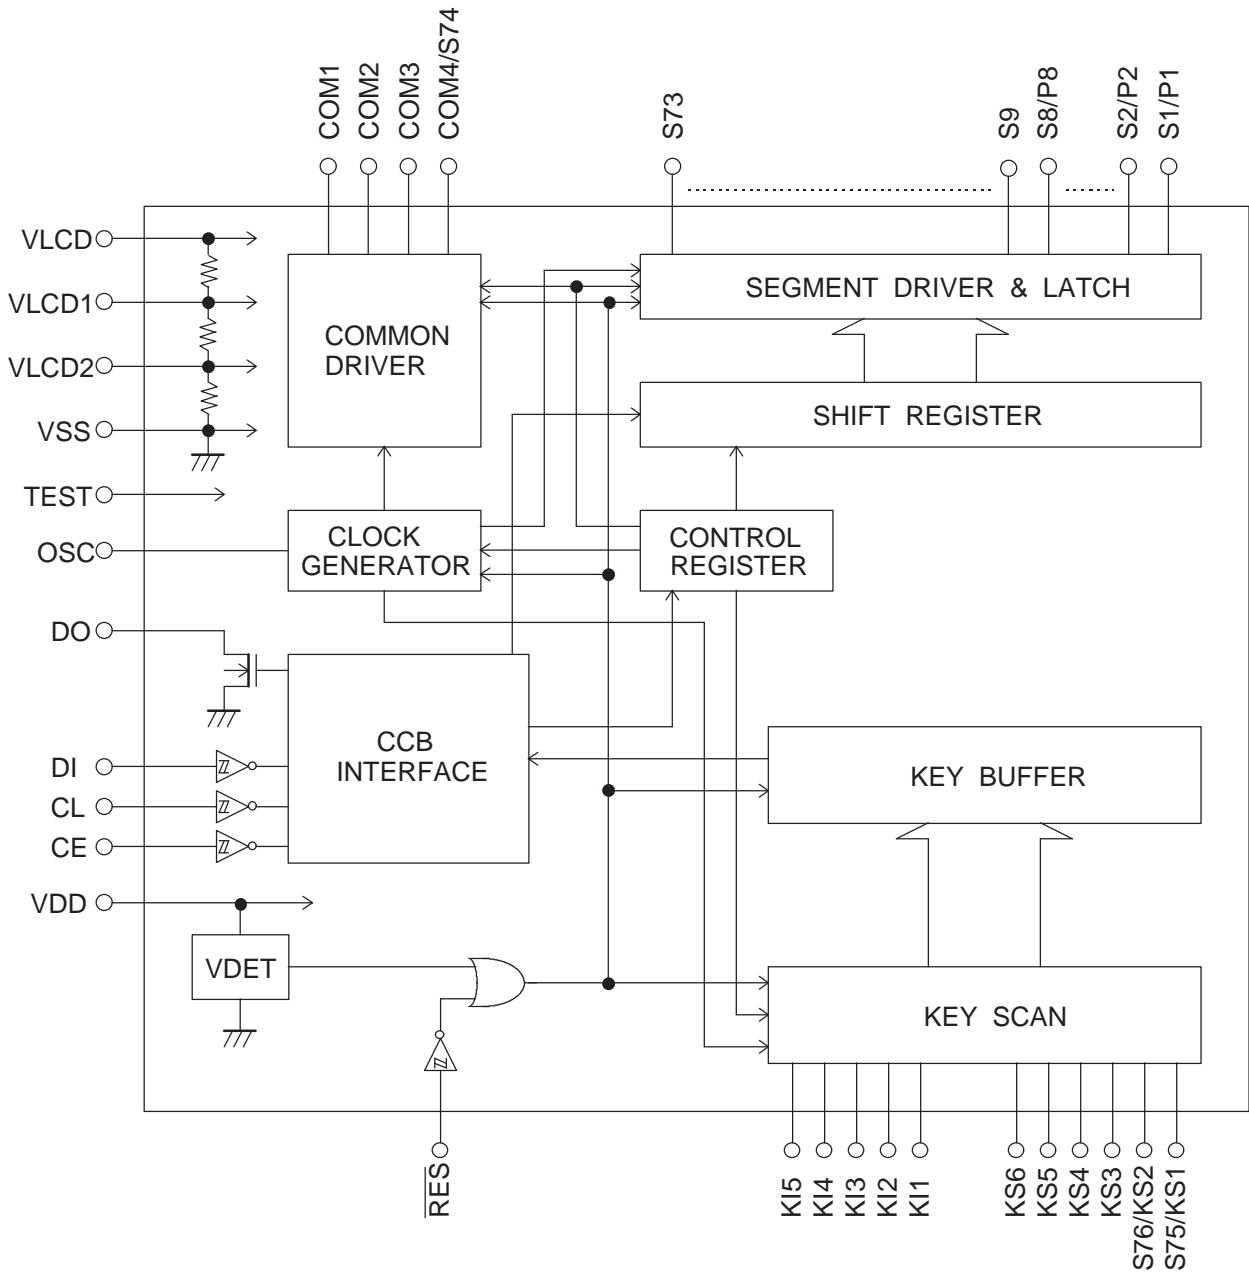 COM1
COM2
COM3
COM4/S74
S73
S9
S8/P8
S2/P2
S1/P1
VLCD
VLCD1
VLCD2
VSS
TEST
OSC
DO
DI
CL
CE
VDD
COMMON
DRIVER
SEGMENT DRIVER & LATCH
SHIFT REGISTER
CLOCK
GENERATOR
CONTROL
REGISTER
CCB
INTERFACE
KEY BUFFER
VDET
KEY SCAN
RES
KI5
KI4
KI3
KI2
KI1
KS6
KS5
KS4
KS3
S76/KS2
S75/KS1